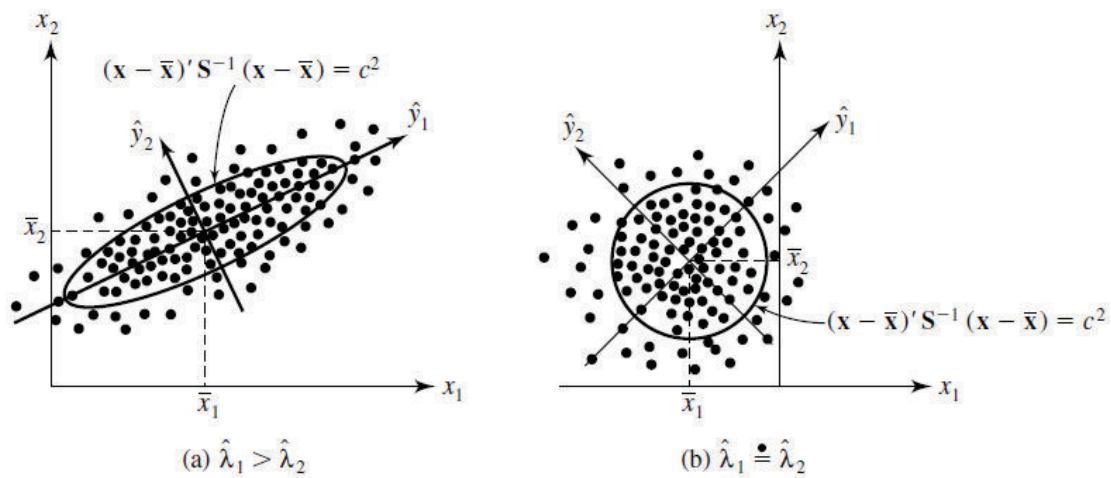 x₂
(x − x̄)′ S⁻¹ (x − x̄) = c²
ŷ₂
ŷ₁
x̄₂
x̄₁
x₁
(a) λ̂₁ > λ̂₂
x₂
ŷ₂
ŷ₁
x̄₂
(x − x̄)′ S⁻¹ (x − x̄) = c²
x̄₁
x₁
(b) λ̂₁ ≐ λ̂₂